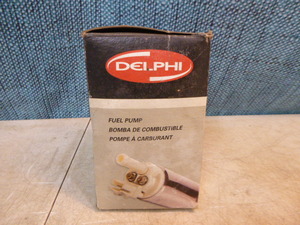 DELPHI
FUEL PUMP
BOMBA DE COMBUSTIBLE
POMPE À CARBURANT